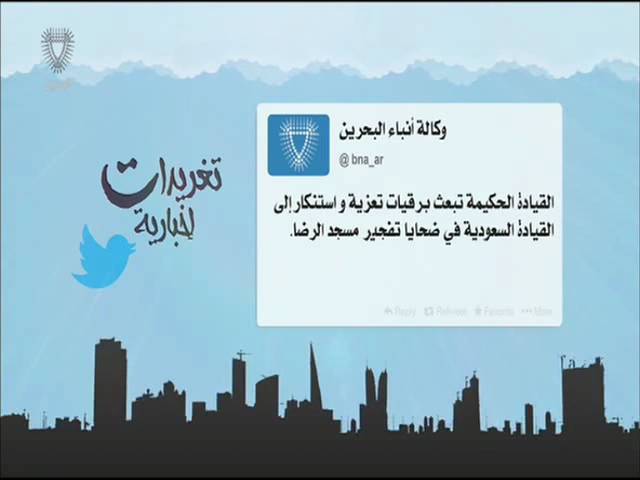 تغريدات
إخبارية
وكالة أنباء البحرين
@bna_ar
القيادة الحكيمة تبعث برقيات تعزية و استنكار إلى
القيادة السعودية في ضحايا تفجير مسجد الرضا.
Reply Retweet Favorite More